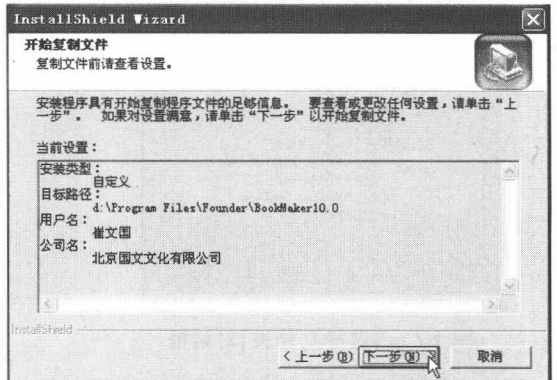 InstallShield Wizard
开始复制文件
复制文件前请查看设置。
安装程序具有开始复制程序文件的足够信息。 要查看或更改任何设置，请单击“上
一步”。 如果对设置满意，请单击“下一步”以开始复制文件。
当前设置：
安装类型：
自定义
目标路径：
d:\Program Files\Founder\BookMaker10.0
用户名：
崔文国
公司名：
北京国文文化有限公司
InstallShield
<上一步(B) 下一步(N)> 取消